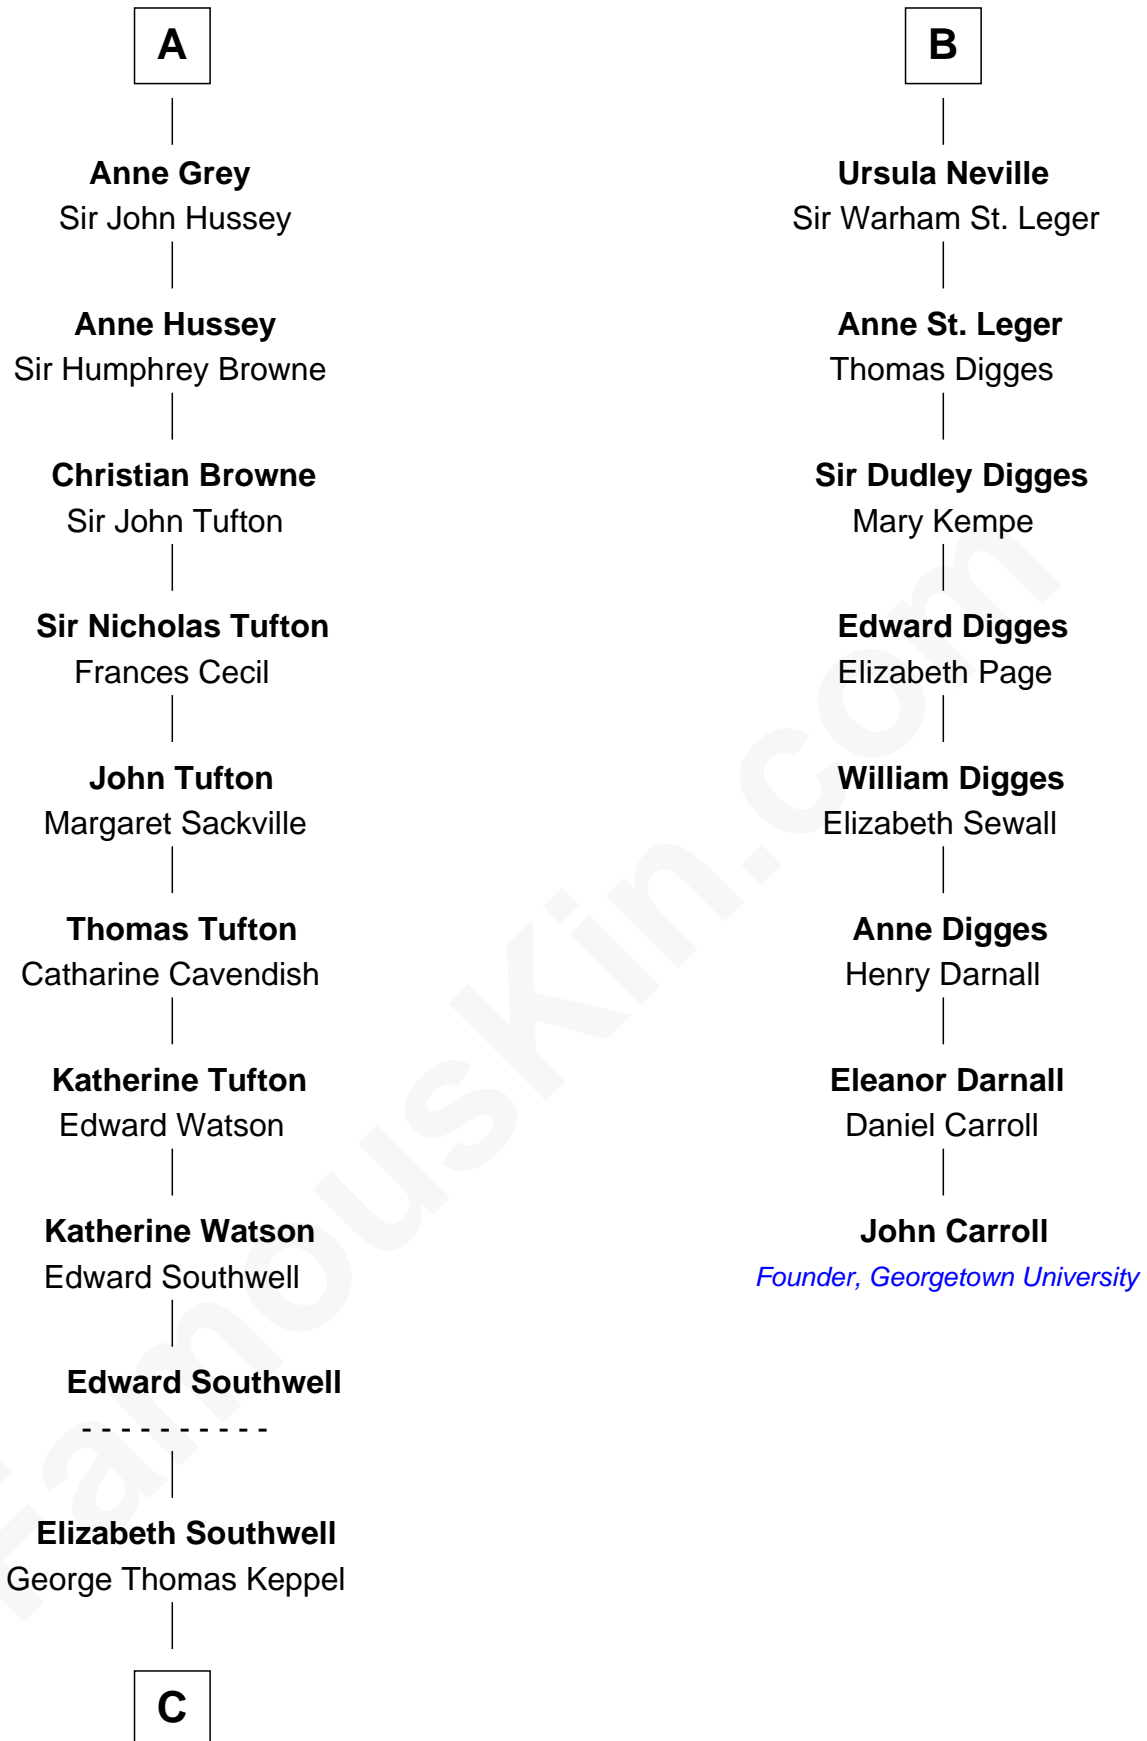 A
Anne Grey
Sir John Hussey
Anne Hussey
Sir Humphrey Browne
Christian Browne
Sir John Tufton
Sir Nicholas Tufton
Frances Cecil
John Tufton
Margaret Sackville
Thomas Tufton
Catharine Cavendish
Katherine Tufton
Edward Watson
Katherine Watson
Edward Southwell
Edward Southwell
- - - - - - - - - -
Elizabeth Southwell
George Thomas Keppel
C
B
Ursula Neville
Sir Warham St. Leger
Anne St. Leger
Thomas Digges
Sir Dudley Digges
Mary Kempe
Edward Digges
Elizabeth Page
William Digges
Elizabeth Sewall
Anne Digges
Henry Darnall
Eleanor Darnall
Daniel Carroll
John Carroll
Founder, Georgetown University
FamousKin.com